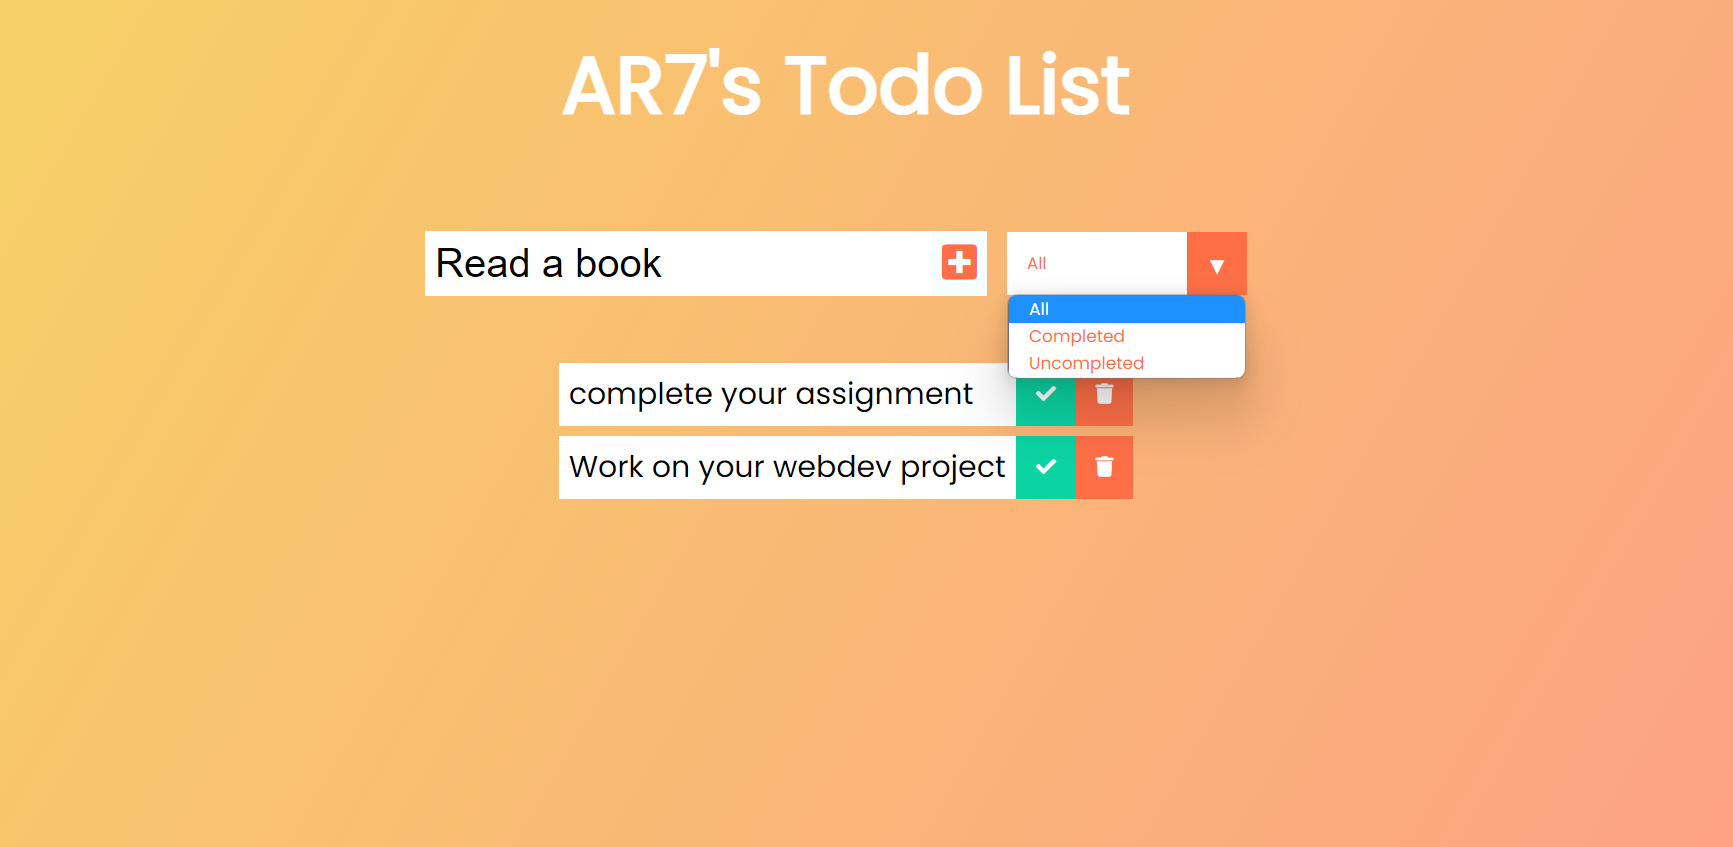 AR7's Todo List
Read a book
All
All
Completed
Uncompleted
complete your assignment
Work on your webdev project